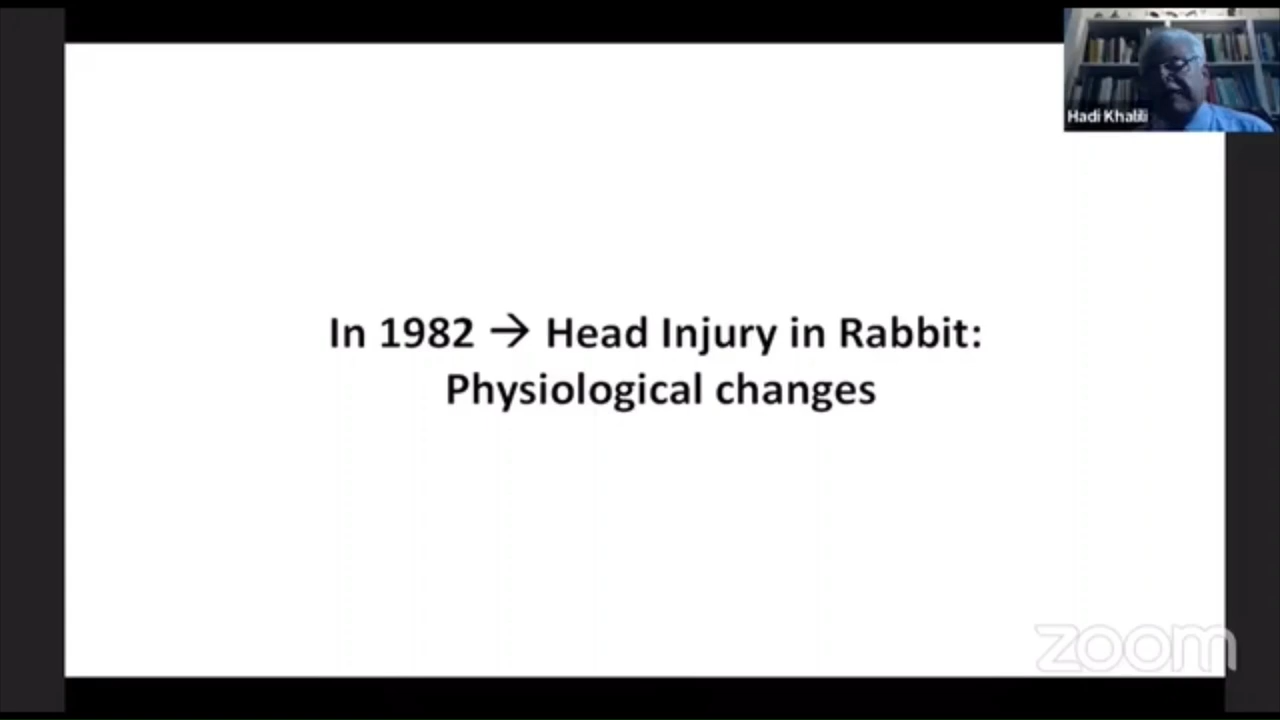 Hadi Khalili
In 1982 → Head Injury in Rabbit:
Physiological changes
zoom